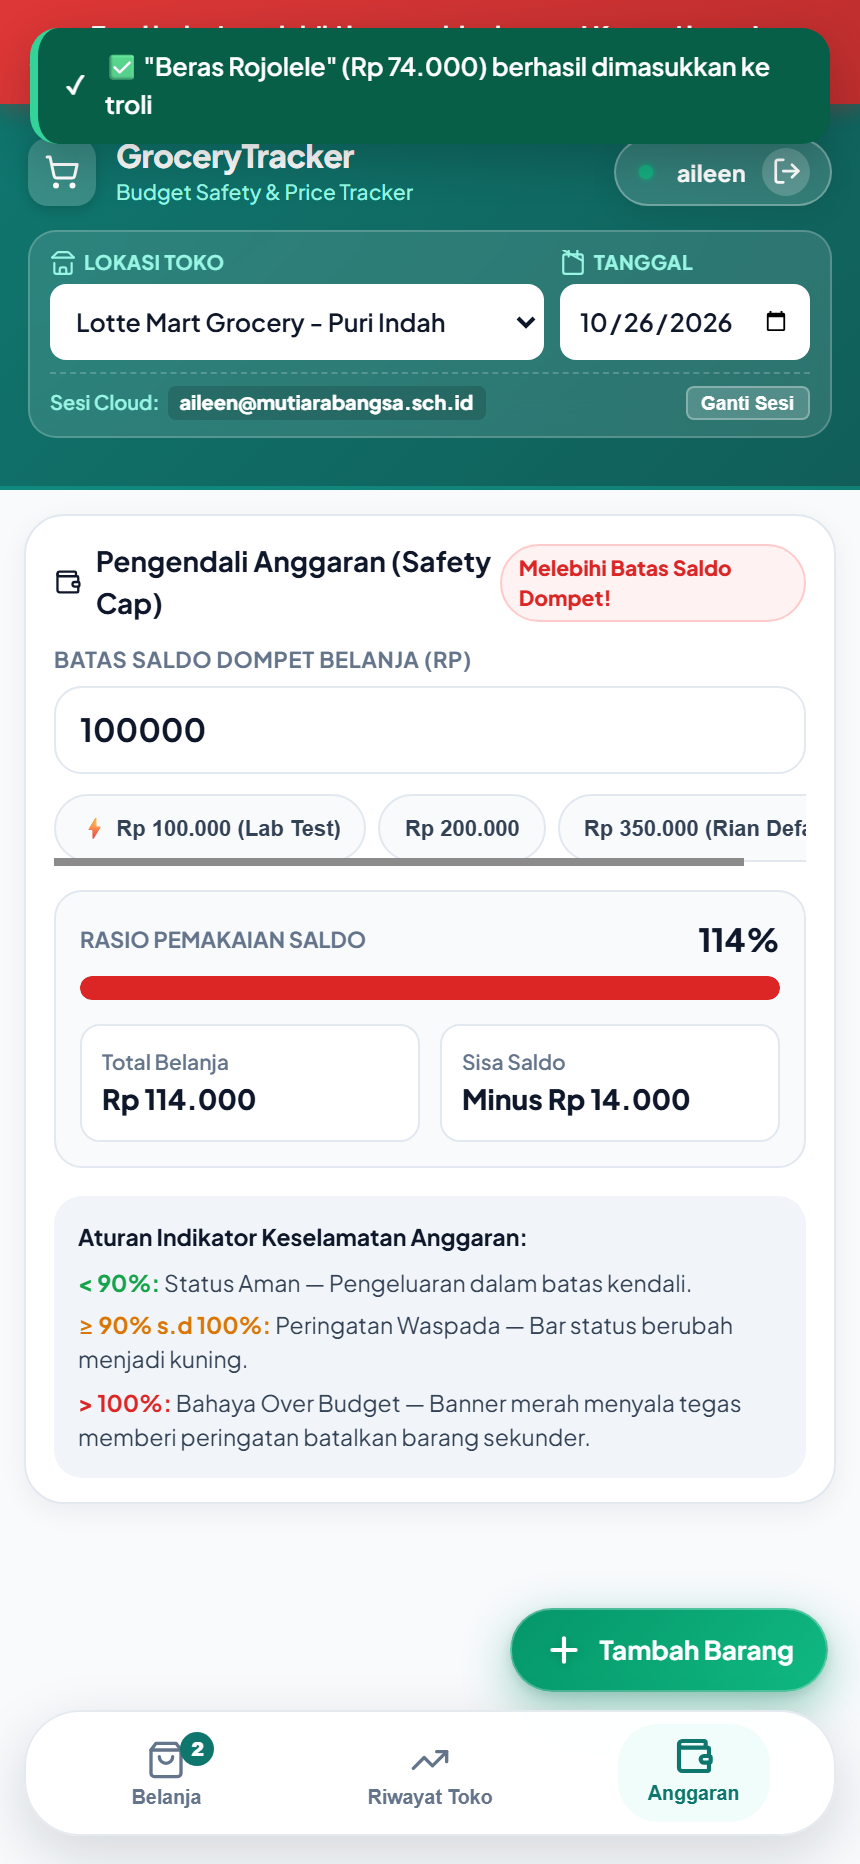 ✓ ✅ "Beras Rojolele" (Rp 74.000) berhasil dimasukkan ke
troli
GroceryTracker
Budget Safety & Price Tracker
aileen
LOKASI TOKO
TANGGAL
Lotte Mart Grocery - Puri Indah
10/26/2026
Sesi Cloud: aileen@mutiarabangsa.sch.id
Ganti Sesi
Pengendali Anggaran (Safety
Cap)
Melebihi Batas Saldo
Dompet!
BATAS SALDO DOMPET BELANJA (RP)
100000
⚡ Rp 100.000 (Lab Test)
Rp 200.000
Rp 350.000 (Rian Defa
RASIO PEMAKAIAN SALDO
114%
Total Belanja
Rp 114.000
Sisa Saldo
Minus Rp 14.000
Aturan Indikator Keselamatan Anggaran:
< 90%: Status Aman — Pengeluaran dalam batas kendali.
≥ 90% s.d 100%: Peringatan Waspada — Bar status berubah
menjadi kuning.
> 100%: Bahaya Over Budget — Banner merah menyala tegas
memberi peringatan batalkan barang sekunder.
+ Tambah Barang
2
Belanja
Riwayat Toko
Anggaran